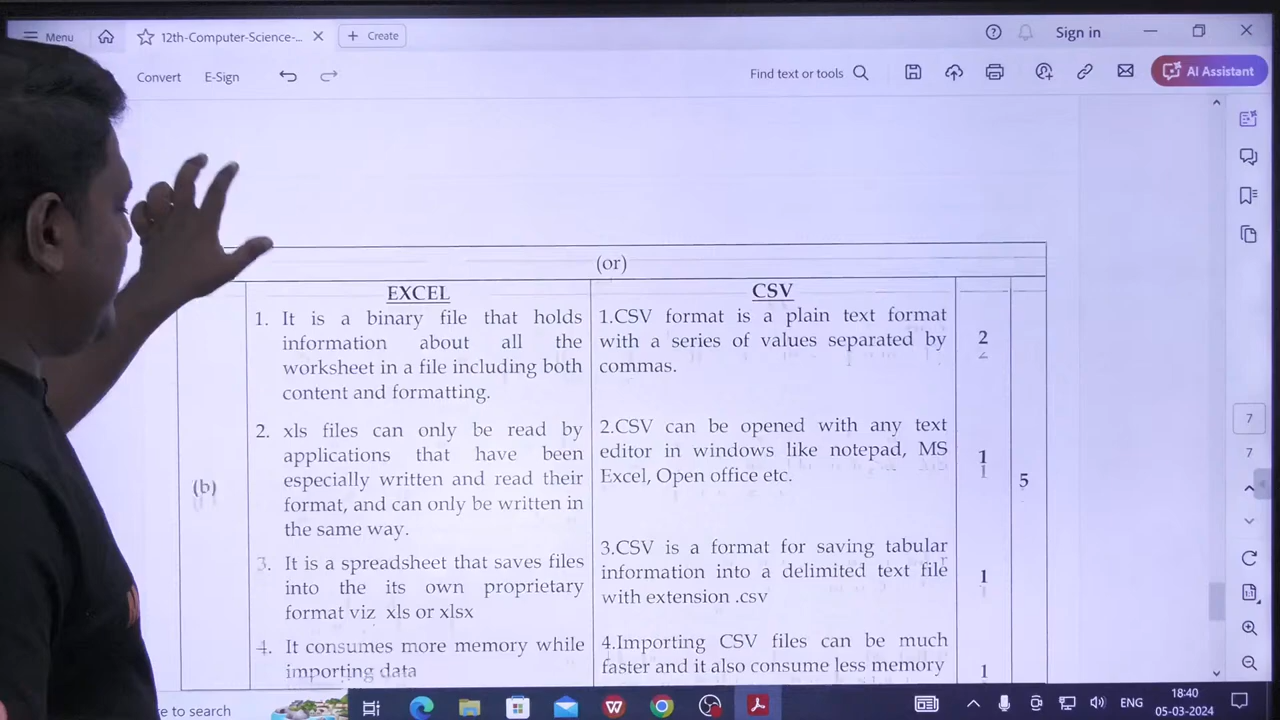 Menu
12th-Computer-Science-...
Create
Sign in
Convert
E-Sign
Find text or tools
AI Assistant
(or)
EXCEL
1. It is a binary file that holds
information about all the
worksheet in a file including both
content and formatting.
2. xls files can only be read by
applications that have been
especially written and read their
format, and can only be written in
the same way.
3. It is a spreadsheet that saves files
into the its own proprietary
format viz xls or xlsx
4. It consumes more memory while
importing data
CSV
1.CSV format is a plain text format
with a series of values separated by
commas.
2.CSV can be opened with any text
editor in windows like notepad, MS
Excel, Open office etc.
3.CSV is a format for saving tabular
information into a delimited text file
with extension .csv
4.Importing CSV files can be much
faster and it also consume less memory
2
1
1
1
(b)
5
7
7
re to search
ENG
18:40
05-03-2024